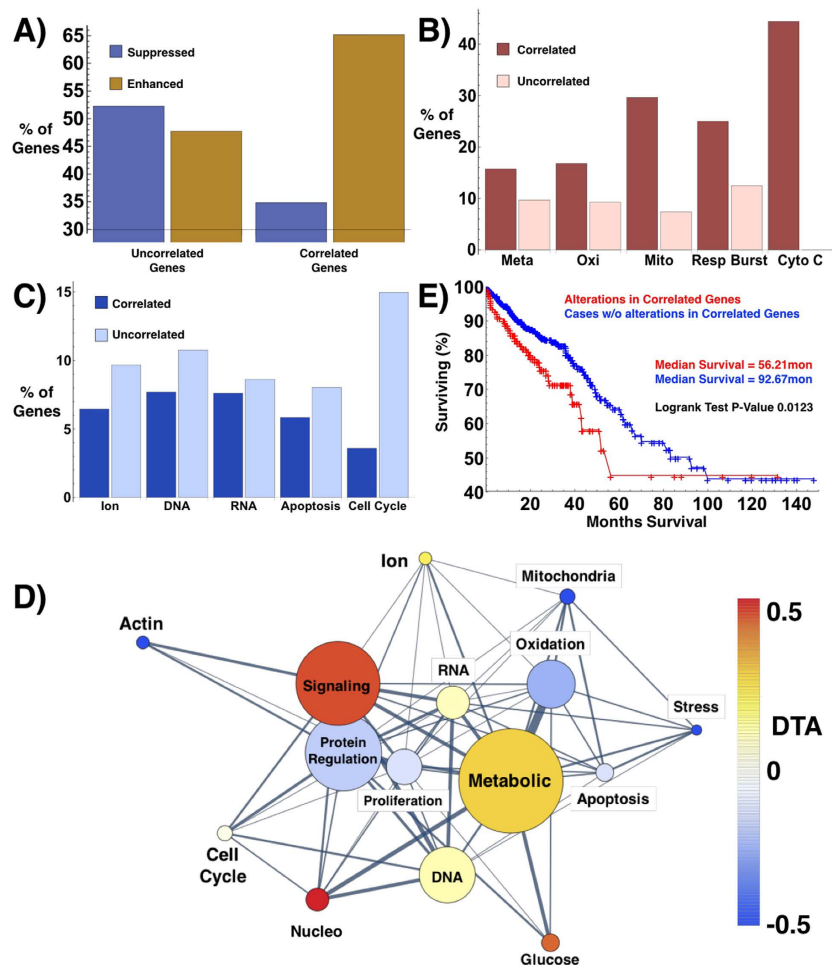 A)
65
60
55
50
45
40
35
30
% of
Genes
Suppressed
Enhanced
Uncorrelated
Genes
Correlated
Genes
B)
40
30
20
10
0
% of
Genes
Correlated
Uncorrelated
Meta
Oxi
Mito
Resp Burst
Cyto C
C)
15
10
5
0
% of
Genes
Correlated
Uncorrelated
Ion
DNA
RNA
Apoptosis
Cell Cycle
E)
100
90
80
70
60
50
40
Surviving (%)
Alterations in Correlated Genes
Cases w/o alterations in Correlated Genes
Median Survival = 56.21mon
Median Survival = 92.67mon
Logrank Test P-Value 0.0123
20 40 60 80 100 120 140
Months Survival
D)
Ion
Mitochondria
Actin
Oxidation
RNA
Signaling
Stress
Protein
Regulation
Metabolic
Proliferation
Apoptosis
Cell
Cycle
DNA
Nucleo
Glucose
0.5
DTA
0
-0.5